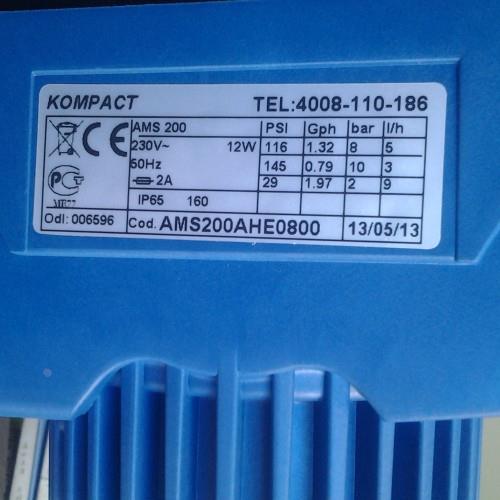 KOMPACT TEL:4008-110-186
CE AMS 200 PSI Gph bar l/h
230V~ 12W 116 1.32 8 5
50Hz 145 0.79 10 3
2A 29 1.97 2 9
IP65 160
Odl: 006596 Cod. AMS200AHE0800 13/05/13